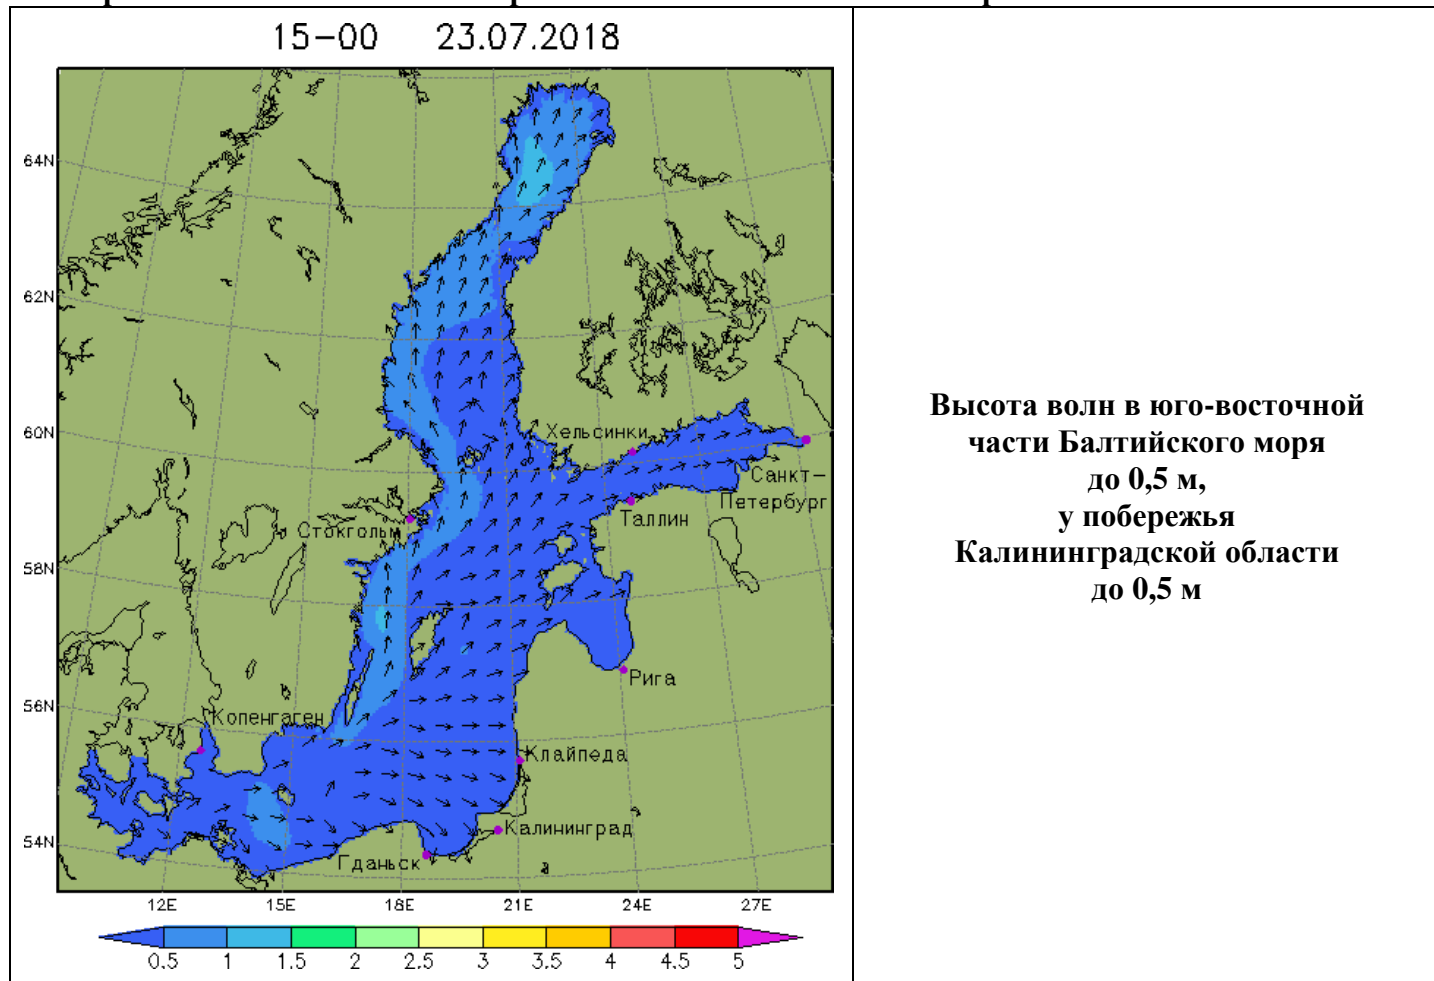 15-00 23.07.2018
64N
62N
60N
58N
56N
54N
Хельсинки
Санкт-
Петербург
Таллин
Стокгольм
Рига
Копенгаген
Клайпеда
Калининград
Гданьск
12E 15E 18E 21E 24E 27E
0.5 1 1.5 2 2.5 3 3.5 4 4.5 5
Высота волн в юго-восточной
части Балтийского моря
до 0,5 м,
у побережья
Калининградской области
до 0,5 м